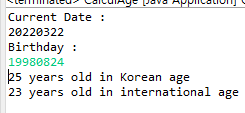 <terminated> CalculAge [Java Application] C
Current Date :
20220322
Birthday :
19980824
25 years old in Korean age
23 years old in international age